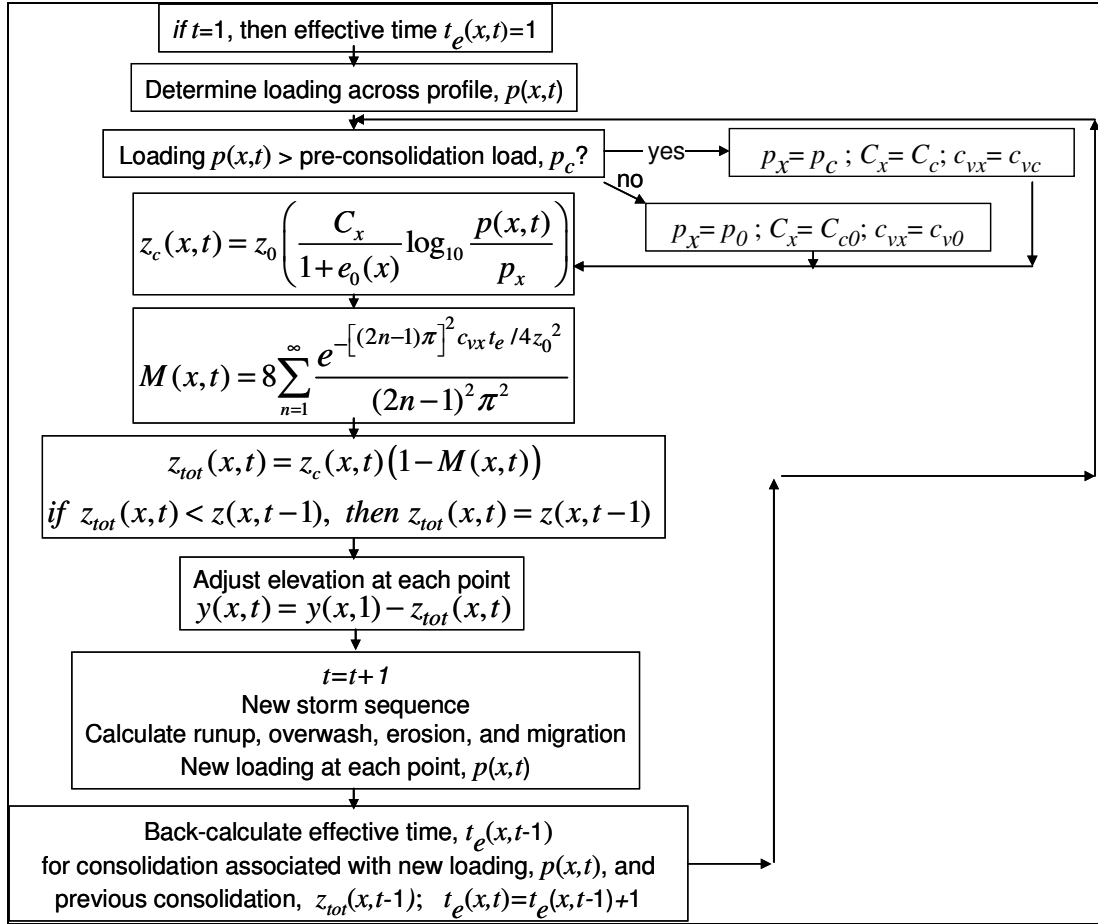 if t=1, then effective time t_e(x,t)=1
Determine loading across profile, p(x,t)
Loading p(x,t) > pre-consolidation load, p_c?
yes
p_x= p_c ; C_x= C_c; c_vx= c_vc
no
p_x= p_0 ; C_x= C_c0; c_vx= c_v0
z_c(x,t) = z_0 ( C_x / (1+e_0(x)) log_10 p(x,t) / p_x )
M(x,t) = 8 ∑_{n=1}^{∞} e^{-[(2n-1)π]^2 c_vx t_e /4z_0^2} / (2n-1)^2 π^2
z_tot(x,t) = z_c(x,t)(1-M(x,t))
if z_tot(x,t) < z(x,t-1), then z_tot(x,t) = z(x,t-1)
Adjust elevation at each point
y(x,t) = y(x,1) - z_tot(x,t)
t=t+1
New storm sequence
Calculate runup, overwash, erosion, and migration
New loading at each point, p(x,t)
Back-calculate effective time, t_e(x,t-1)
for consolidation associated with new loading, p(x,t), and
previous consolidation, z_tot(x,t-1); t_e(x,t)=t_e(x,t-1)+1